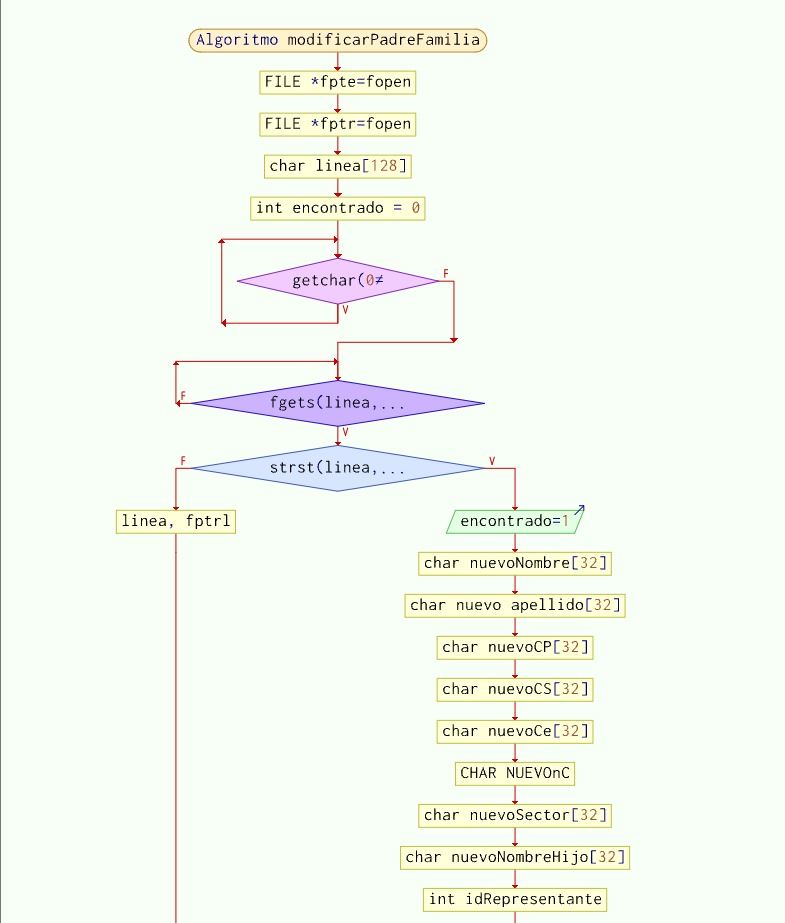 Algoritmo modificarPadreFamilia
FILE *fpte=fopen
FILE *fptr=fopen
char linea[128]
int encontrado = 0
getchar(0≠
F
V
fgets(linea,...
F
V
strst(linea,...
F
V
linea, fptrl
encontrado=1
char nuevoNombre[32]
char nuevo apellido[32]
char nuevoCP[32]
char nuevoCS[32]
char nuevoCe[32]
CHAR NUEVOnC
char nuevoSector[32]
char nuevoNombreHijo[32]
int idRepresentante